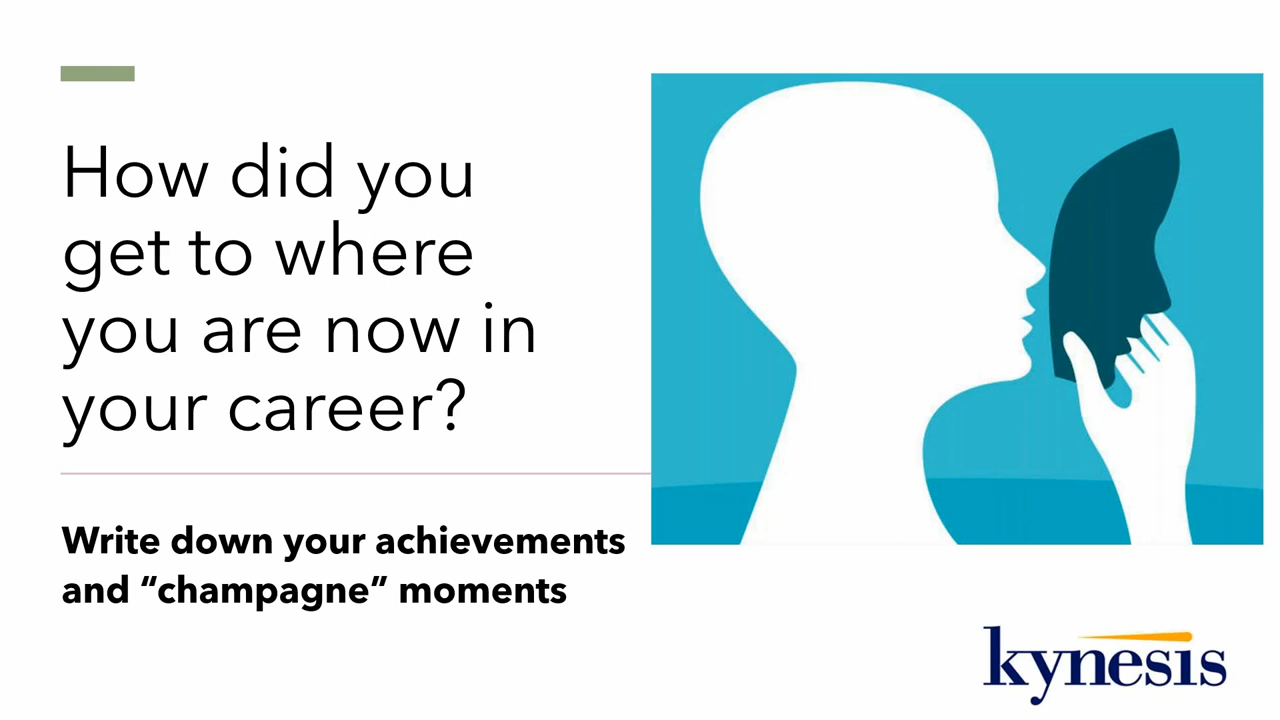 How did you
get to where
you are now in
your career?
Write down your achievements
and “champagne” moments
kynesis